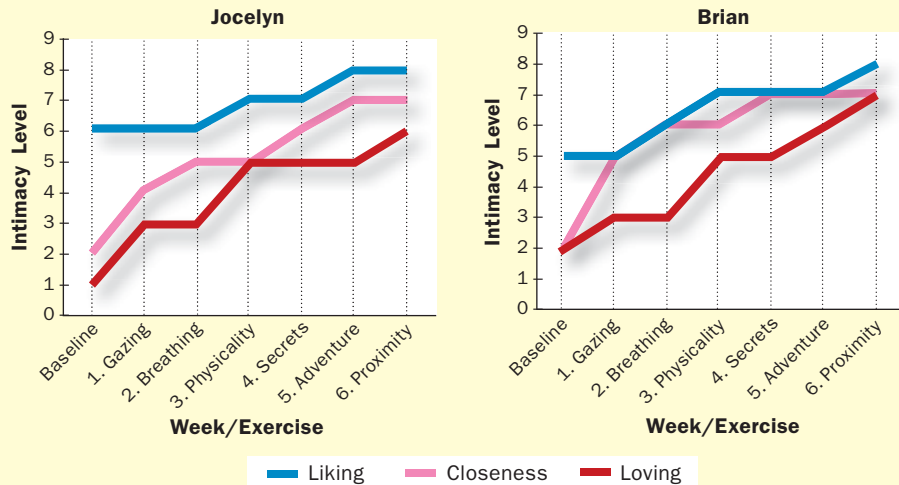 Jocelyn
Intimacy Level
9
8
7
6
5
4
3
2
1
0
Baseline
1. Gazing
2. Breathing
3. Physicality
4. Secrets
5. Adventure
6. Proximity
Week/Exercise
Brian
Intimacy Level
9
8
7
6
5
4
3
2
1
0
Baseline
1. Gazing
2. Breathing
3. Physicality
4. Secrets
5. Adventure
6. Proximity
Week/Exercise
Liking Closeness Loving